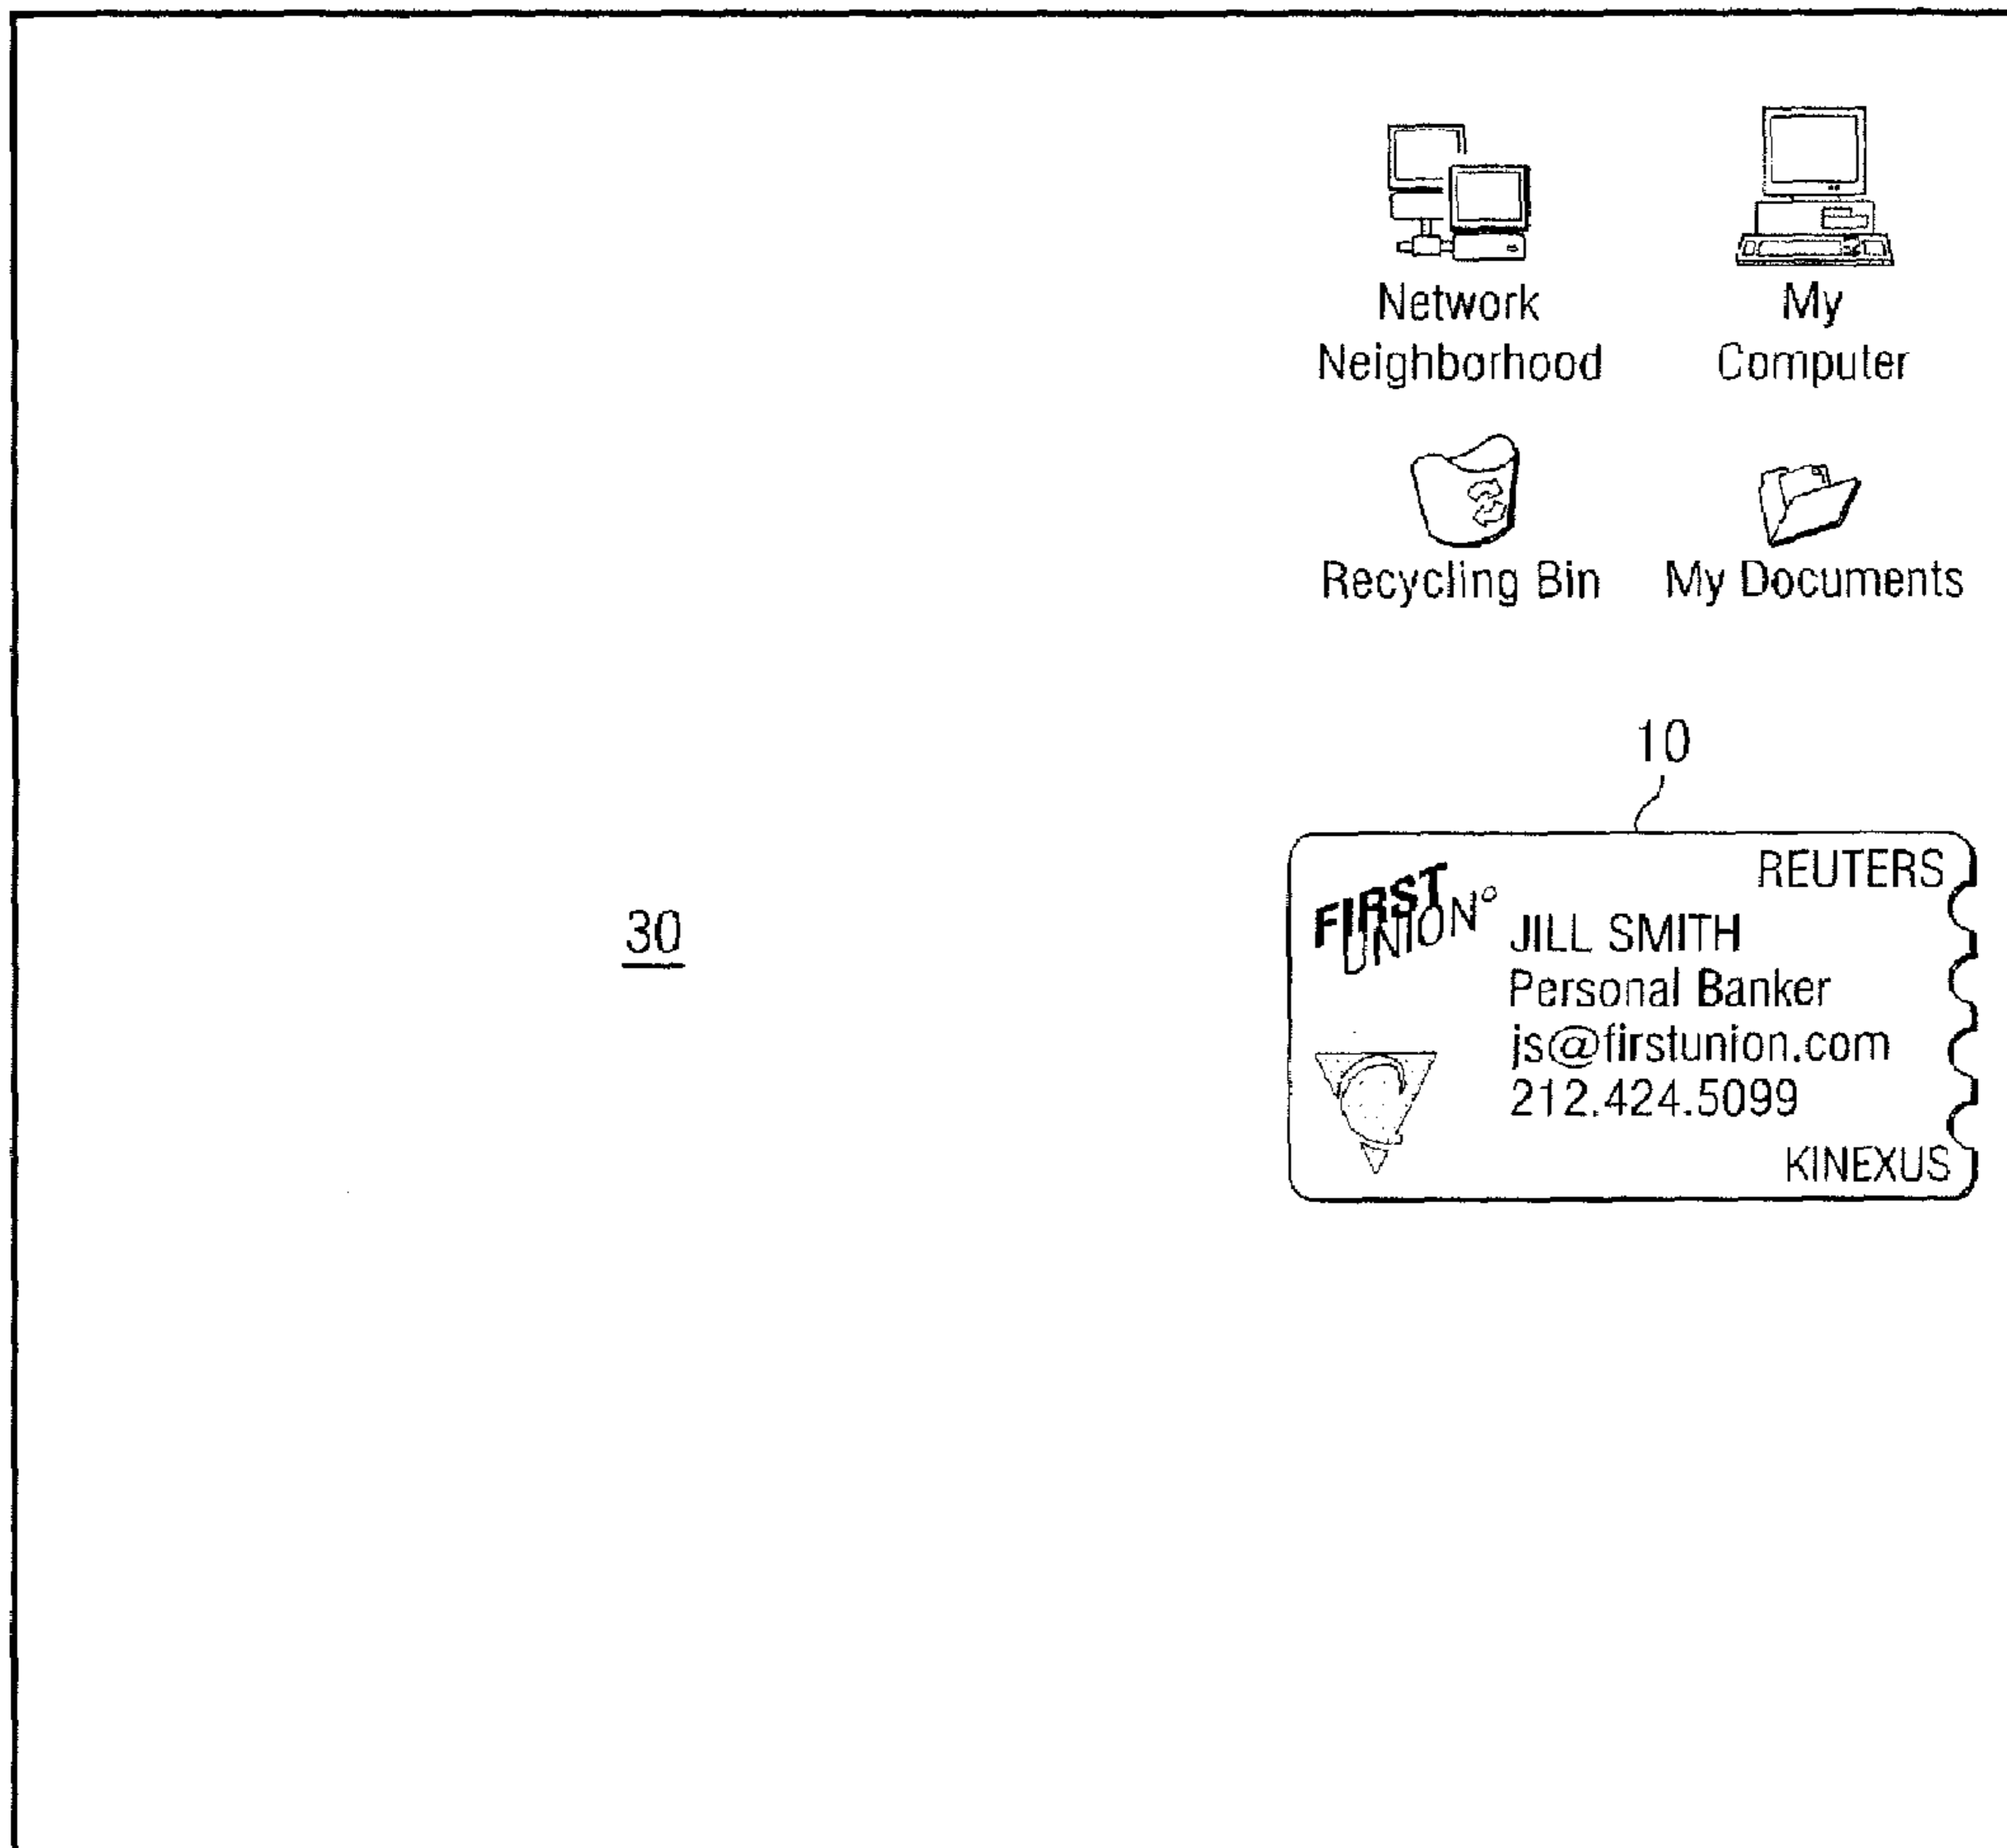 Network
Neighborhood
My
Computer
Recycling Bin
My Documents
10
30
FIRST
UNION
REUTERS
JILL SMITH
Personal Banker
js@firstunion.com
212.424.5099
KINEXUS